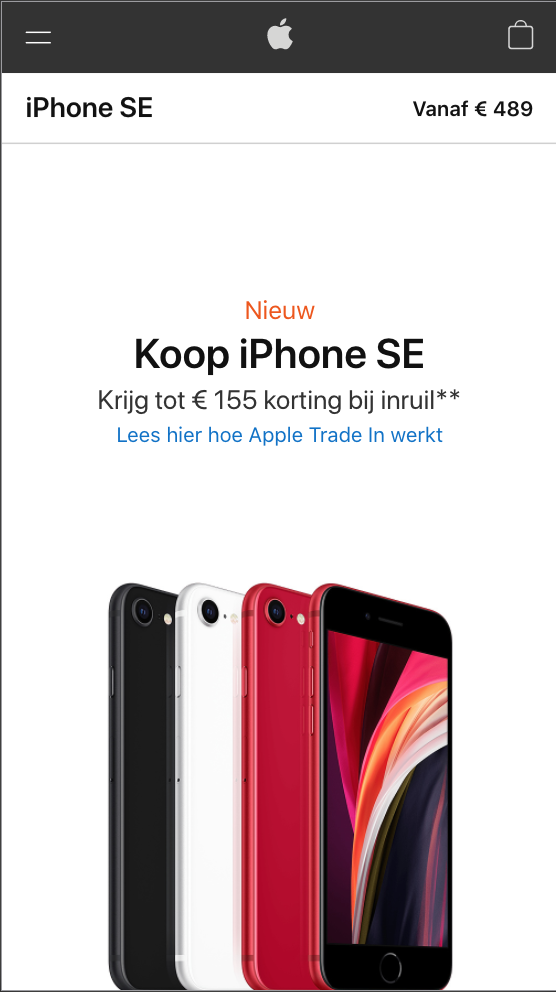 iPhone SE
Vanaf € 489
Nieuw
Koop iPhone SE
Krijg tot € 155 korting bij inruil**
Lees hier hoe Apple Trade In werkt